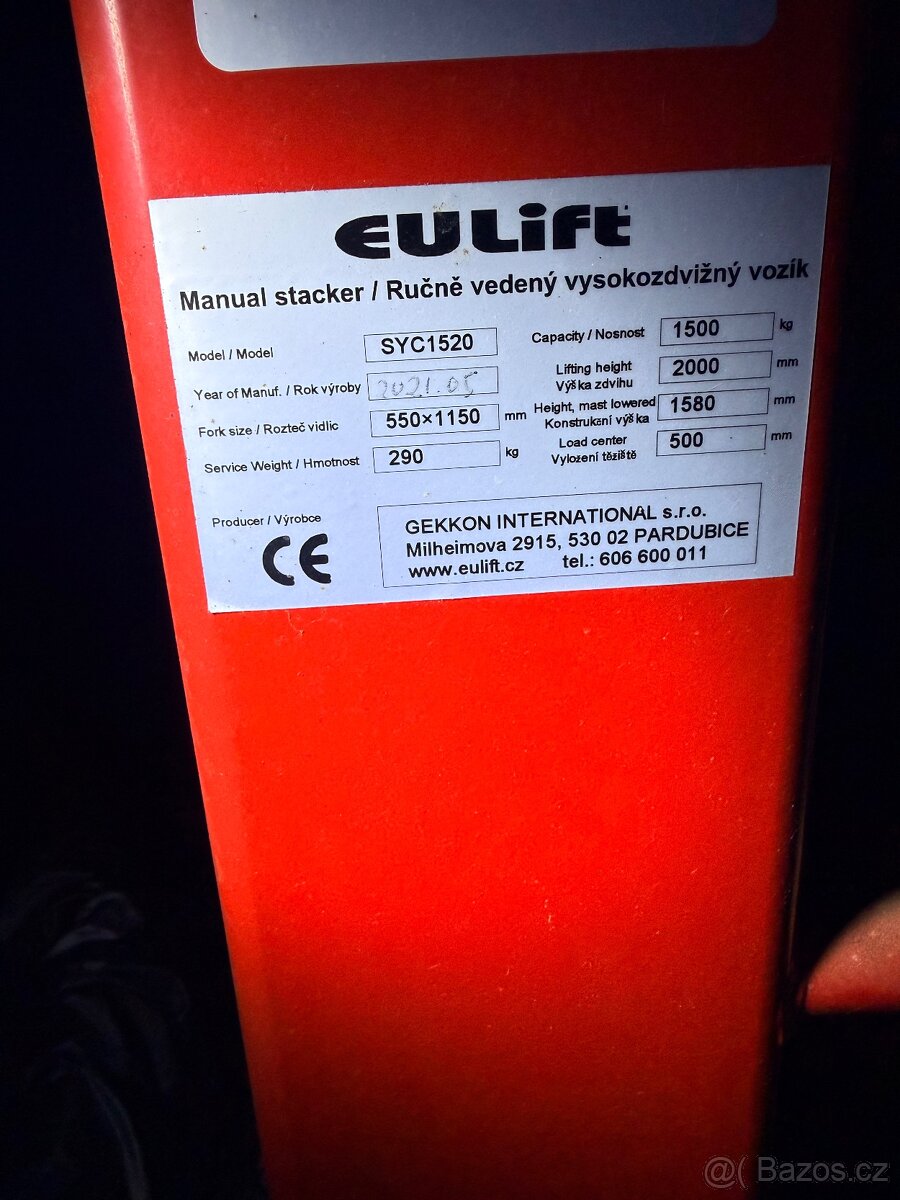 EULift
Manual stacker / Ručně vedený vysokozdvižný vozík
Model / Model SYC1520
Year of Manuf. / Rok výroby 2021.05
Fork size / Rozteč vidlic 550×1150 mm
Service Weight / Hmotnost 290 kg
Capacity / Nosnost 1500 kg
Lifting height
Výška zdvihu 2000 mm
Height, mast lowered
Konstrukční výška 1580 mm
Load center
Vyložení těžiště 500 mm
Producer / Výrobce
CE
GEKKON INTERNATIONAL s.r.o.
Milheimova 2915, 530 02 PARDUBICE
www.eulift.cz tel.: 606 600 011
@( Bazos.cz